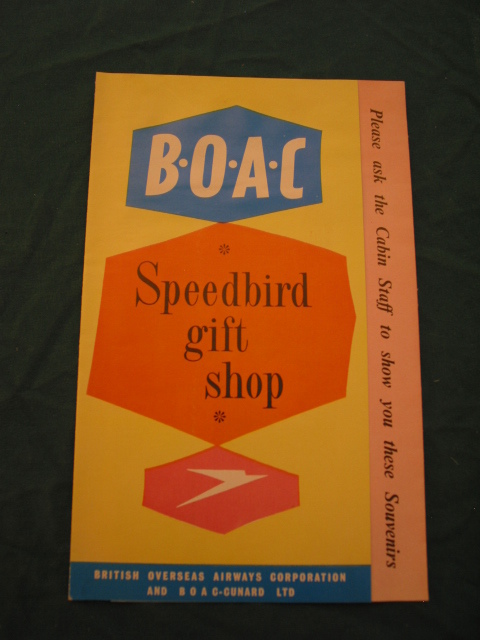 B·O·A·C
Speedbird
gift
shop
BRITISH OVERSEAS AIRWAYS CORPORATION
AND B O A C-CUNARD LTD
Please ask the Cabin Staff to show you these Souvenirs